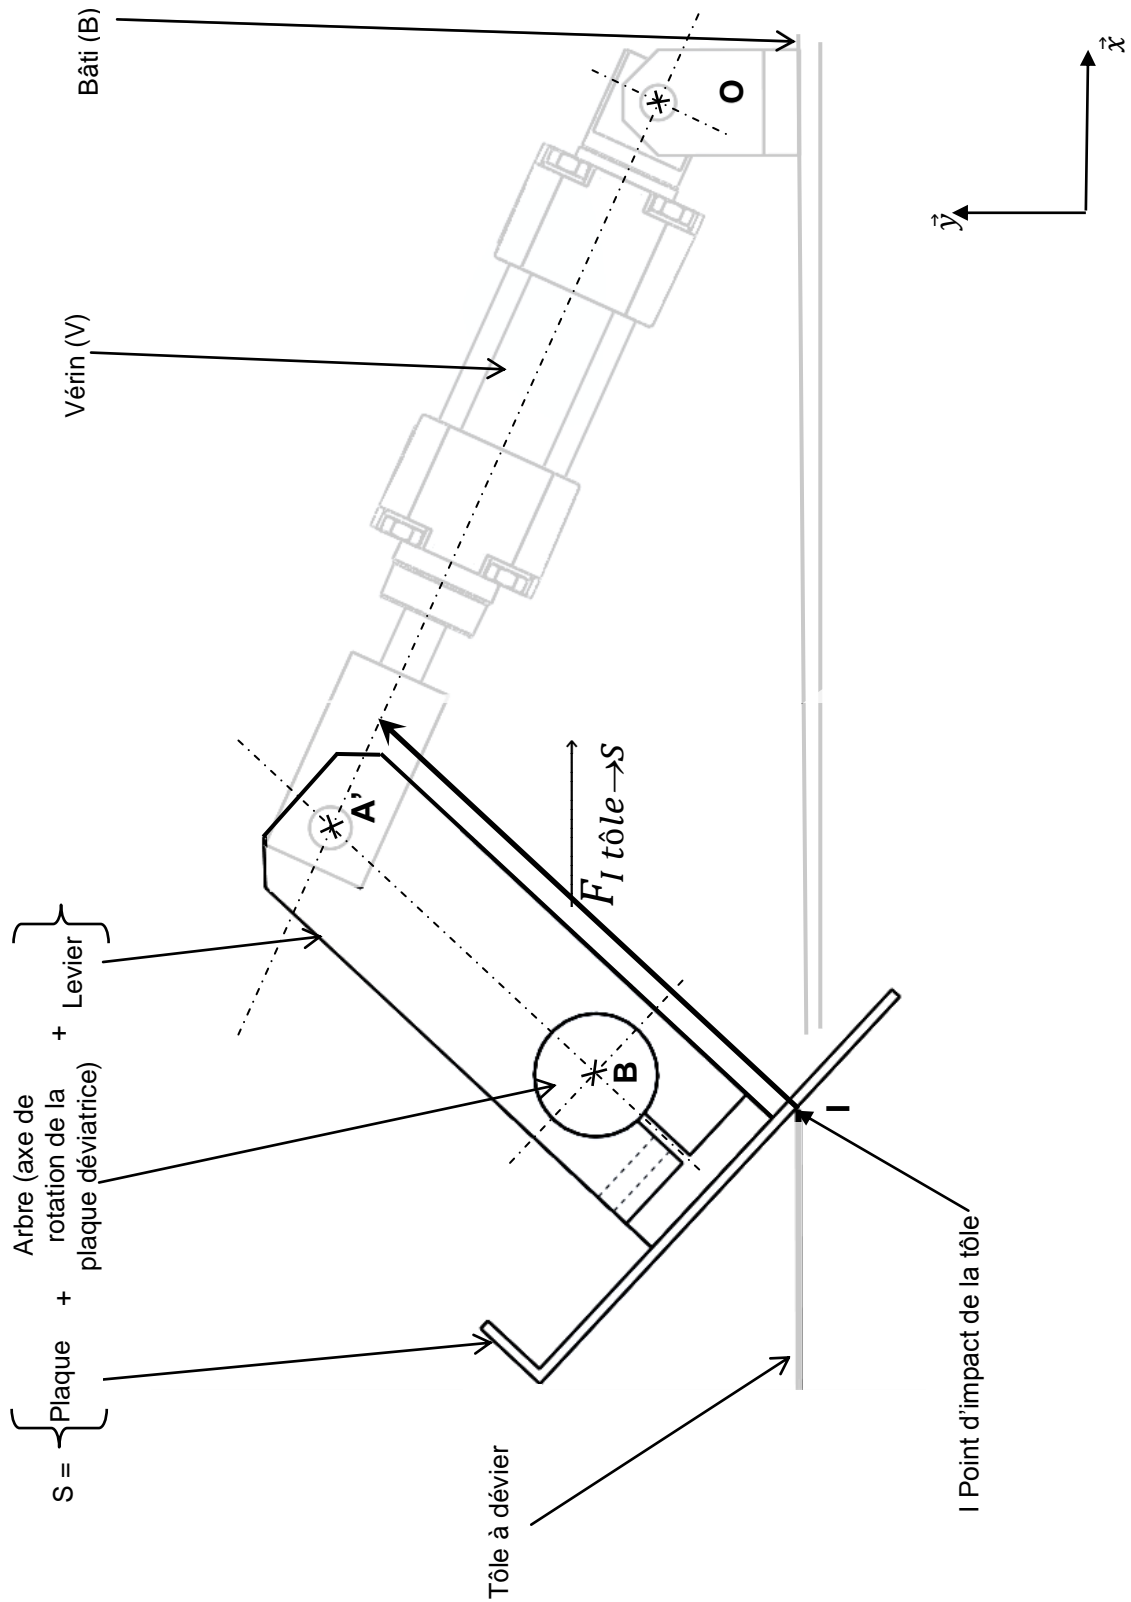 S = Plaque + Arbre (axe de
rotation de la
plaque déviatrice) + Levier
Vérin (V)
Bâti (B)
A'
O
B
F⃗ I tôle→S
I
Tôle à dévier
I Point d'impact de la tôle
y⃗
x⃗